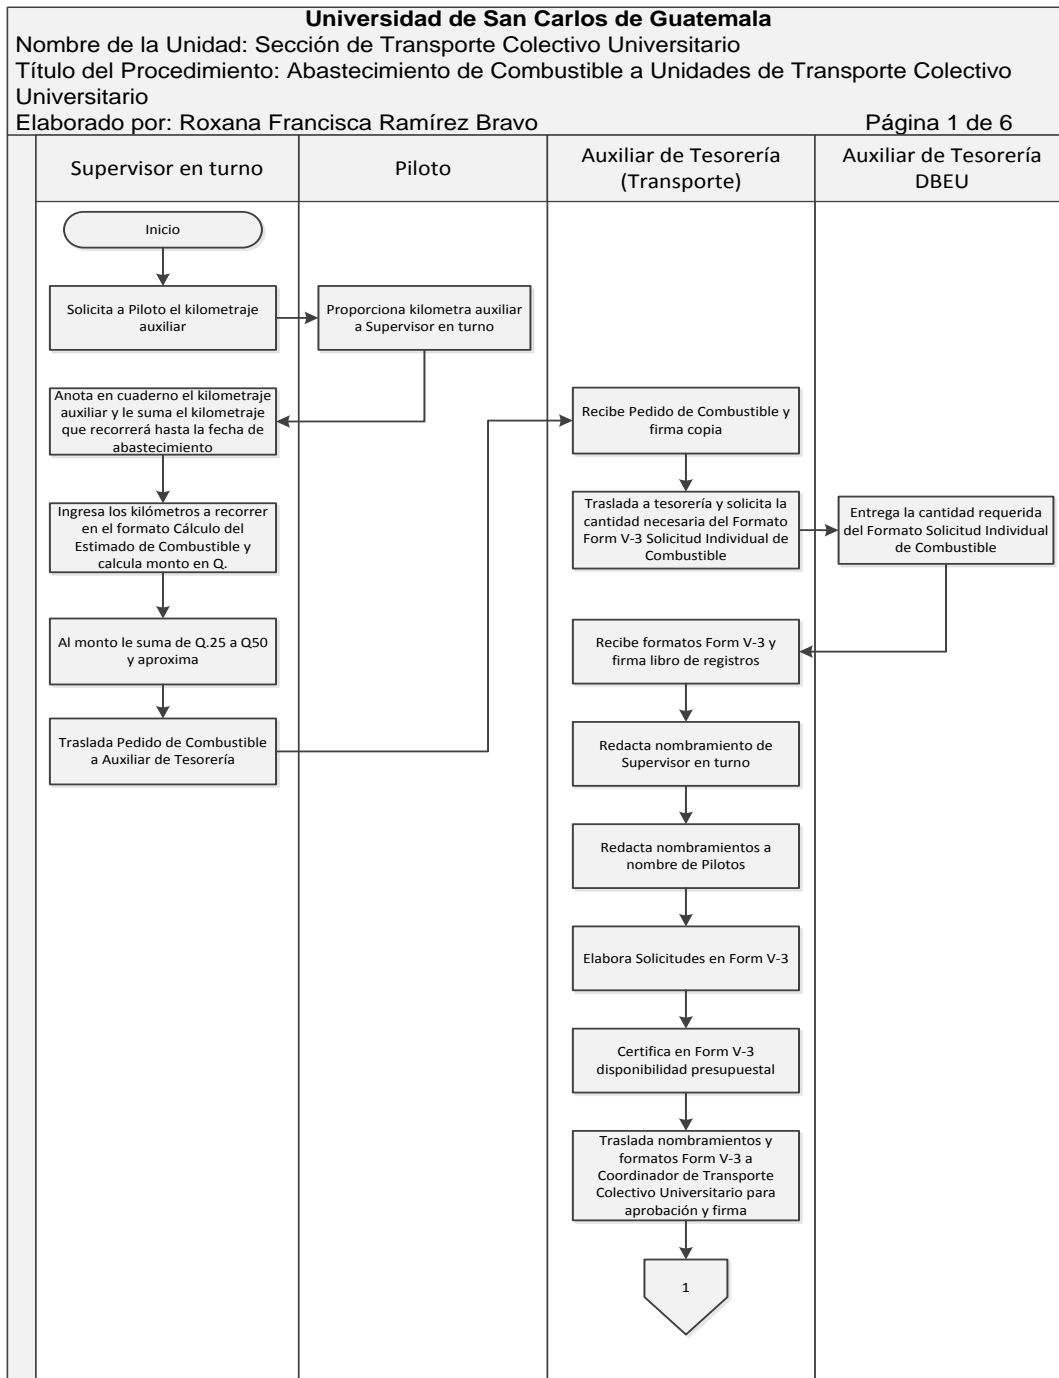 Universidad de San Carlos de Guatemala
Nombre de la Unidad: Sección de Transporte Colectivo Universitario
Título del Procedimiento: Abastecimiento de Combustible a Unidades de Transporte Colectivo
Universitario
Elaborado por: Roxana Francisca Ramírez Bravo
Página 1 de 6
Supervisor en turno
Piloto
Auxiliar de Tesorería
(Transporte)
Auxiliar de Tesorería
DBEU
Inicio
Solicita a Piloto el kilometraje
auxiliar
Proporciona kilometra auxiliar
a Supervisor en turno
Anota en cuaderno el kilometraje
auxiliar y le suma el kilometraje
que recorrerá hasta la fecha de
abastecimiento
Ingresa los kilómetros a recorrer
en el formato Cálculo del
Estimado de Combustible y
calcula monto en Q.
Al monto le suma de Q.25 a Q50
y aproxima
Traslada Pedido de Combustible
a Auxiliar de Tesorería
Recibe Pedido de Combustible y
firma copia
Traslada a tesorería y solicita la
cantidad necesaria del Formato
Form V-3 Solicitud Individual de
Combustible
Entrega la cantidad requerida
del Formato Solicitud Individual
de Combustible
Recibe formatos Form V-3 y
firma libro de registros
Redacta nombramiento de
Supervisor en turno
Redacta nombramientos a
nombre de Pilotos
Elabora Solicitudes en Form V-3
Certifica en Form V-3
disponibilidad presupuestal
Traslada nombramientos y
formatos Form V-3 a
Coordinador de Transporte
Colectivo Universitario para
aprobación y firma
1